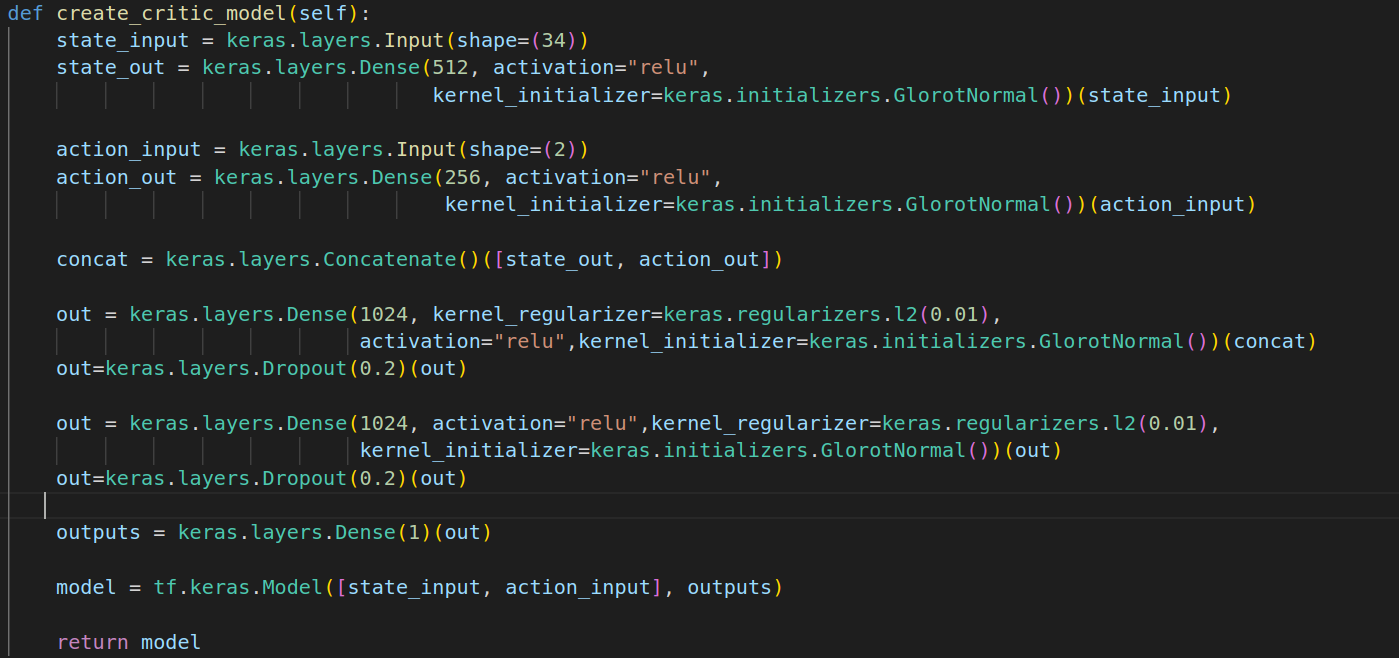 def create_critic_model(self):
    state_input = keras.layers.Input(shape=(34))
    state_out = keras.layers.Dense(512, activation="relu",
                               kernel_initializer=keras.initializers.GlorotNormal())(state_input)

    action_input = keras.layers.Input(shape=(2))
    action_out = keras.layers.Dense(256, activation="relu",
                                kernel_initializer=keras.initializers.GlorotNormal())(action_input)

    concat = keras.layers.Concatenate()([state_out, action_out])

    out = keras.layers.Dense(1024, kernel_regularizer=keras.regularizers.l2(0.01),
                         activation="relu",kernel_initializer=keras.initializers.GlorotNormal())(concat)
    out=keras.layers.Dropout(0.2)(out)

    out = keras.layers.Dense(1024, activation="relu",kernel_regularizer=keras.regularizers.l2(0.01),
                         kernel_initializer=keras.initializers.GlorotNormal())(out)
    out=keras.layers.Dropout(0.2)(out)

    outputs = keras.layers.Dense(1)(out)

    model = tf.keras.Model([state_input, action_input], outputs)

    return model